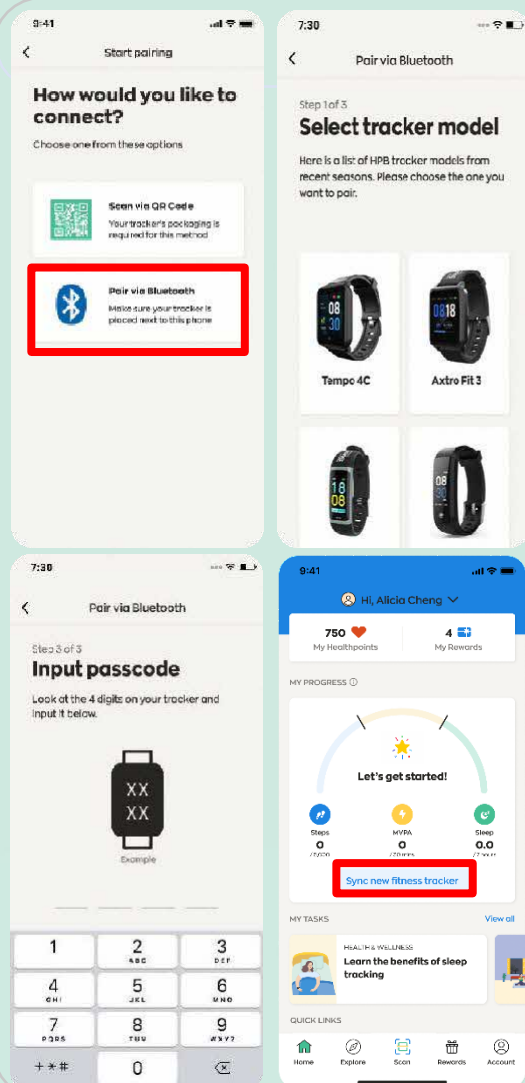 9:41
Start pairing
How would you like to
connect?
Choose one from these options
Scan via QR Code
Your tracker's packaging is
required for this method
Pair via Bluetooth
Make sure your tracker is
placed next to this phone
7:30
Pair via Bluetooth
Step 1 of 3
Select tracker model
Here is a list of HPB tracker models from
recent seasons. Please choose the one you
want to pair.
08
30
0818
Tempo 4C
Axtro Fit 3
18
08
08
30
7:30
Pair via Bluetooth
Step 3 of 3
Input passcode
Look at the 4 digits on your tracker and
input it below.
XX
XX
Example
1
2
ABC
3
DEF
4
GHI
5
JKL
6
MNO
7
PQRS
8
TUV
9
WXYZ
+*#
0
9:41
Hi, Alicia Cheng
750
4
My Healthpoints
My Rewards
MY PROGRESS
Let's get started!
Steps
MVPA
Sleep
0
0
0.0
Sync new fitness tracker
MY TASKS
View all
HEALTH & WELLNESS
Learn the benefits of sleep
tracking
QUICK LINKS
Home
Explore
Scan
Rewards
Account